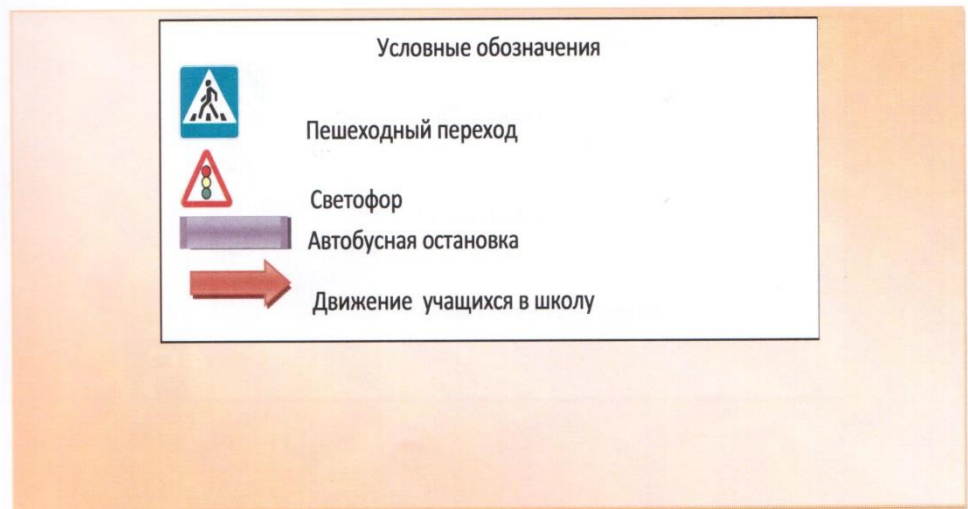 Условные обозначения
Пешеходный переход
Светофор
Автобусная остановка
Движение учащихся в школу